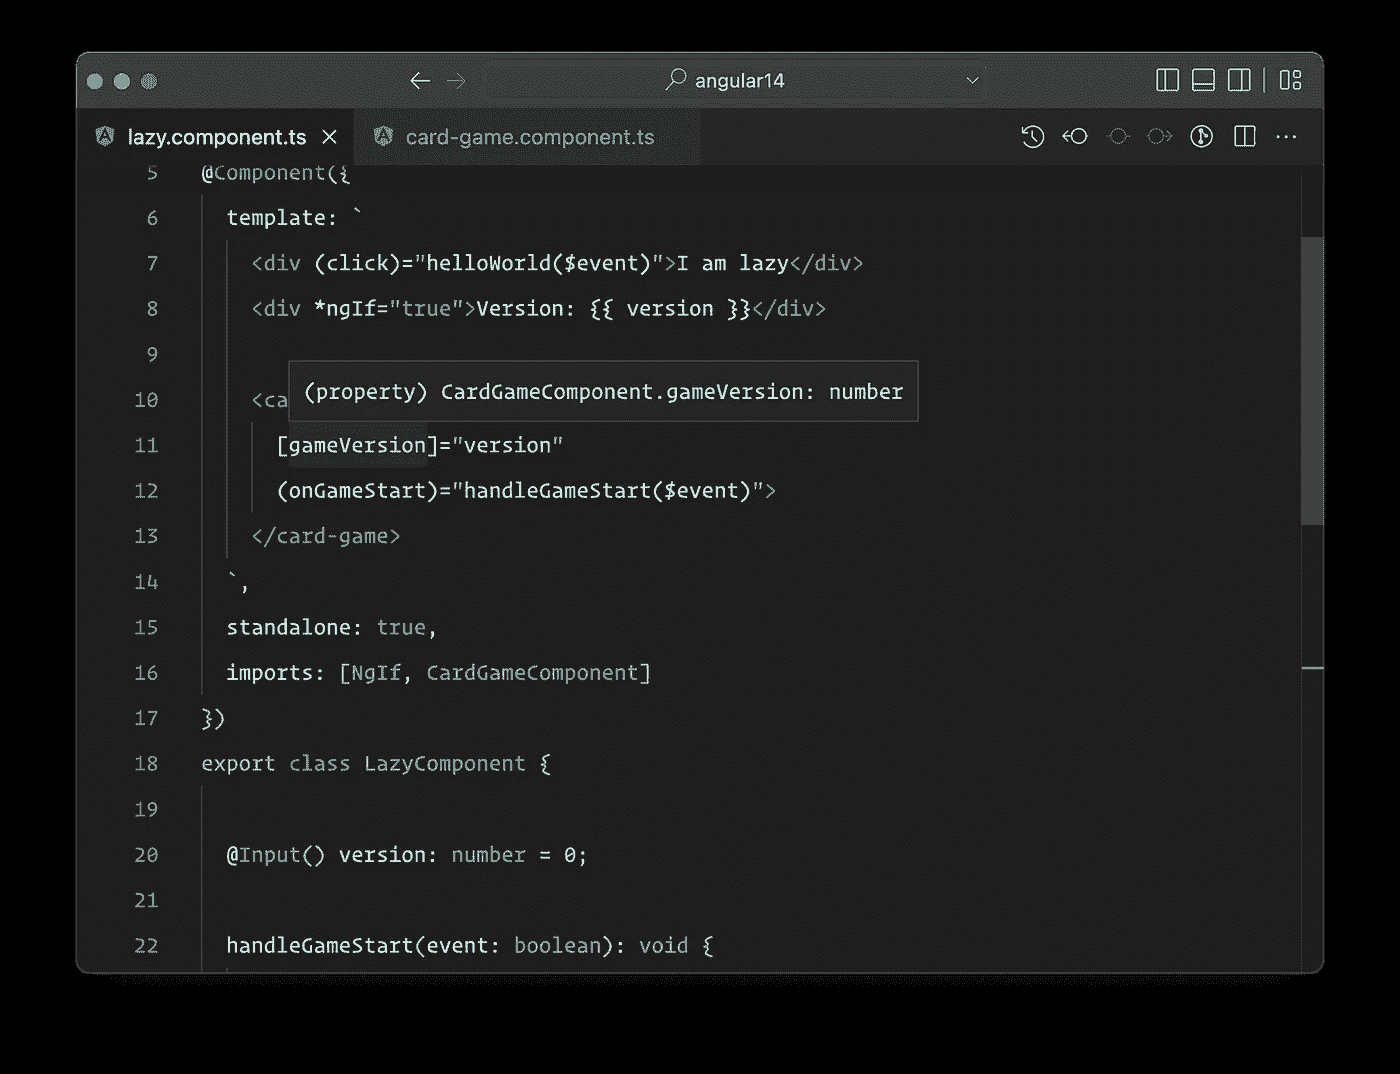 angular14
lazy.component.ts
card-game.component.ts
5 @Component({
6 template: `
7 <div (click)="helloWorld($event)">I am lazy</div>
8 <div *ngIf="true">Version: {{ version }}</div>
9
(property) CardGameComponent.gameVersion: number
10 <ca
11 [gameVersion]="version"
12 (onGameStart)="handleGameStart($event)">
13 </card-game>
14 `,
15 standalone: true,
16 imports: [NgIf, CardGameComponent]
17 })
18 export class LazyComponent {
19
20 @Input() version: number = 0;
21
22 handleGameStart(event: boolean): void {